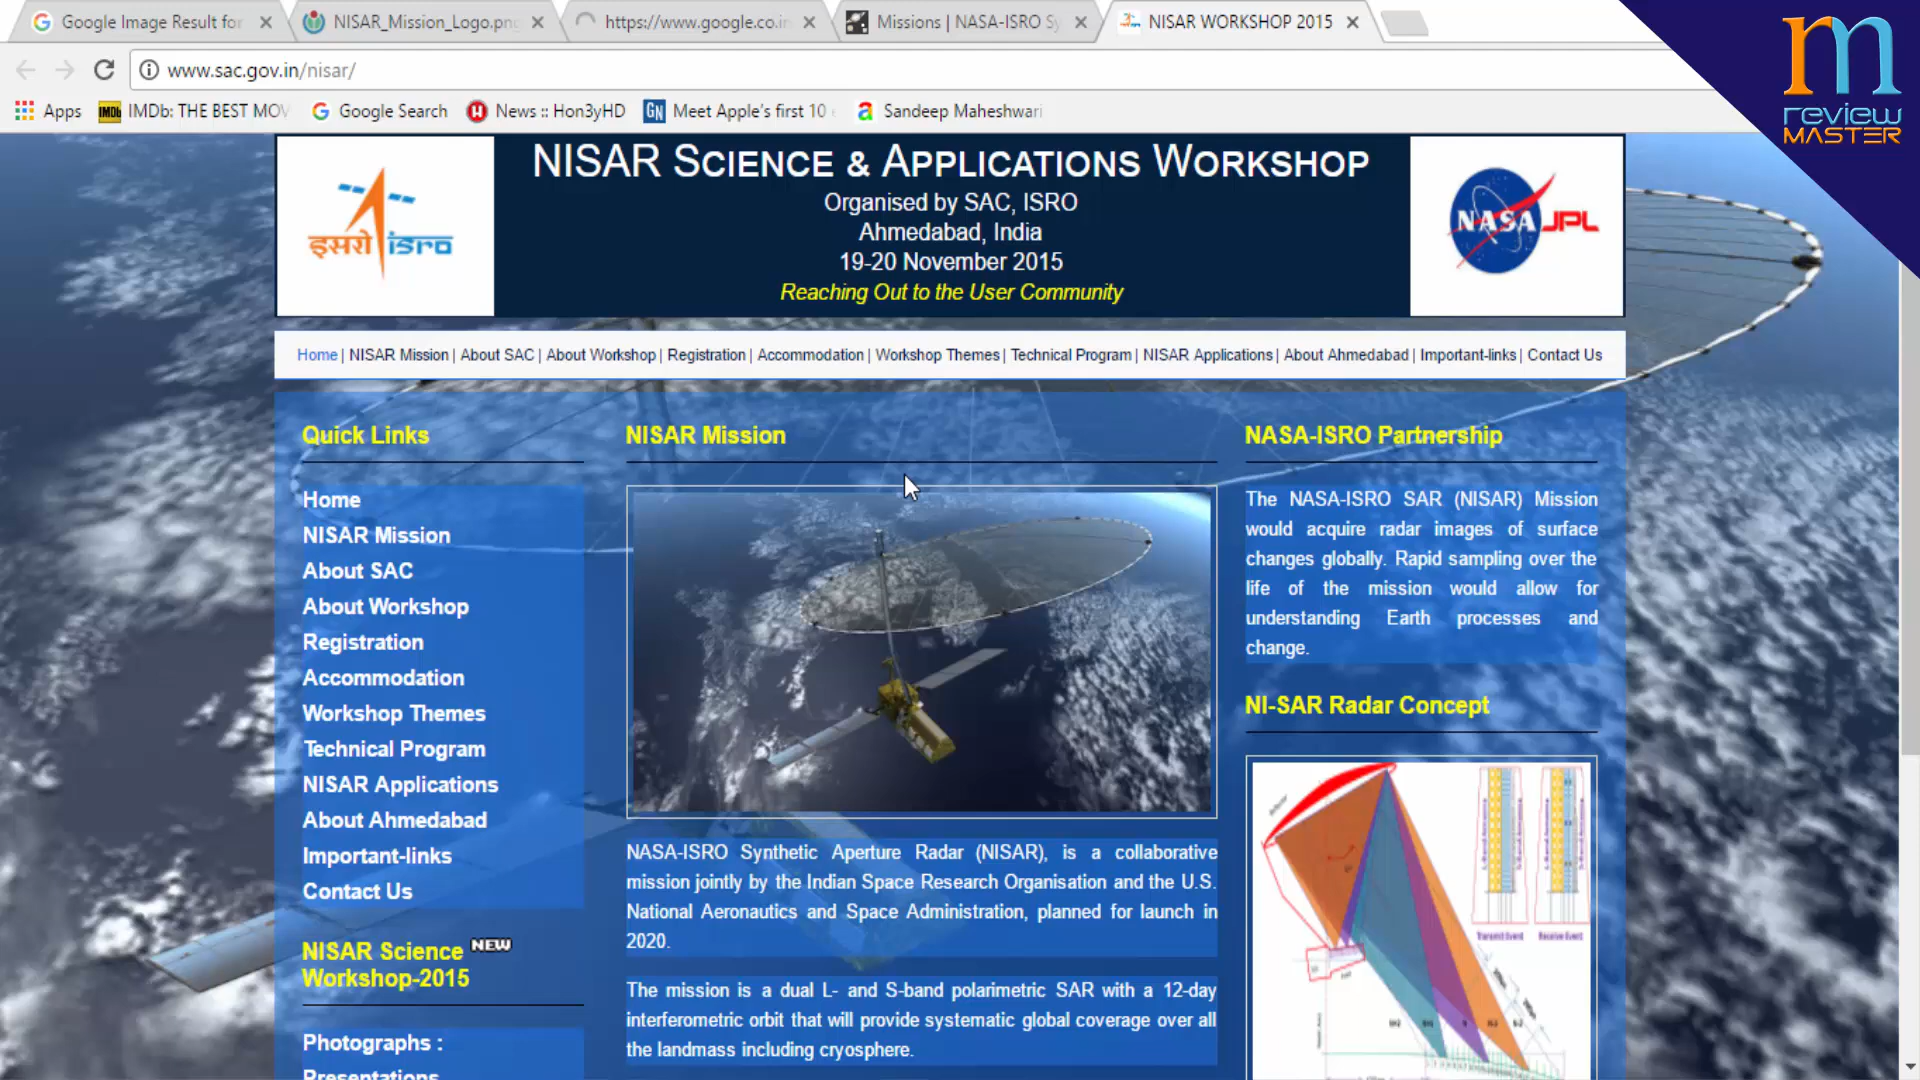 Google Image Result for
NISAR_Mission_Logo.png
https://www.google.co.in
Missions | NASA-ISRO Sy
NISAR WORKSHOP 2015
www.sac.gov.in/nisar/
Apps
IMDb: THE BEST MOV
Google Search
News :: Hon3yHD
GN
Meet Apple's first 10 e
a
Sandeep Maheshwari
rm
review
MASTER
इसरो isro
NISAR SCIENCE & APPLICATIONS WORKSHOP
Organised by SAC, ISRO
Ahmedabad, India
19-20 November 2015
Reaching Out to the User Community
NASA JPL
Home | NISAR Mission | About SAC | About Workshop | Registration | Accommodation | Workshop Themes | Technical Program | NISAR Applications | About Ahmedabad | Important-links | Contact Us
Quick Links
Home
NISAR Mission
About SAC
About Workshop
Registration
Accommodation
Workshop Themes
Technical Program
NISAR Applications
About Ahmedabad
Important-links
Contact Us
NISAR Science NEW
Workshop-2015
Photographs :
Presentations
NISAR Mission
NASA-ISRO Synthetic Aperture Radar (NISAR), is a collaborative
mission jointly by the Indian Space Research Organisation and the U.S.
National Aeronautics and Space Administration, planned for launch in
2020.
The mission is a dual L- and S-band polarimetric SAR with a 12-day
interferometric orbit that will provide systematic global coverage over all
the landmass including cryosphere.
NASA-ISRO Partnership
The NASA-ISRO SAR (NISAR) Mission
would acquire radar images of surface
changes globally. Rapid sampling over the
life of the mission would allow for
understanding Earth processes and
change.
NI-SAR Radar Concept
Transmit Event
Receive Event